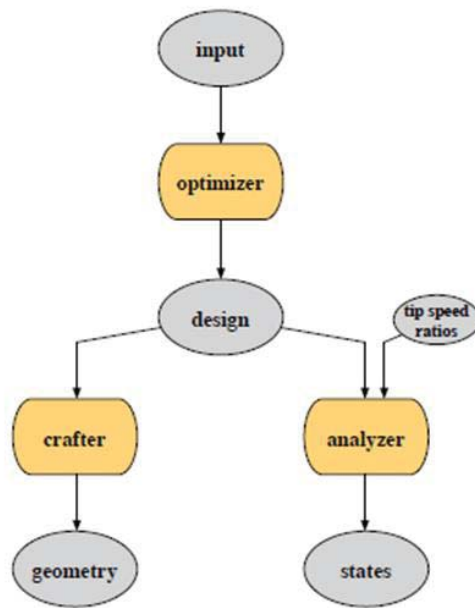 input
optimizer
design
tip speed
ratios
crafter
analyzer
geometry
states